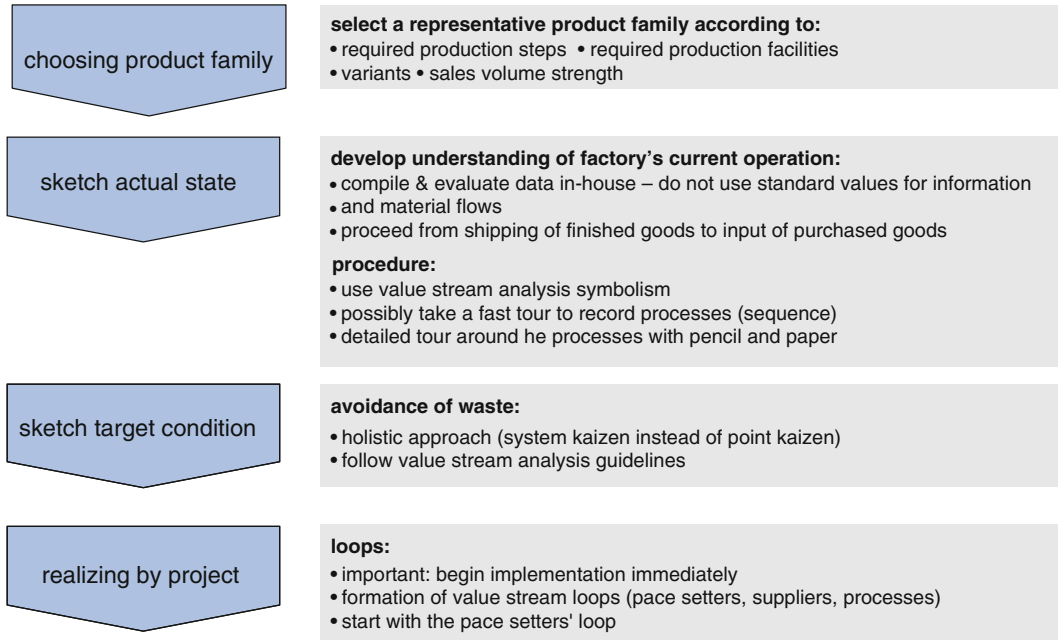 choosing product family
select a representative product family according to:
• required production steps • required production facilities
• variants • sales volume strength
sketch actual state
develop understanding of factory's current operation:
• compile & evaluate data in-house – do not use standard values for information
• and material flows
• proceed from shipping of finished goods to input of purchased goods
procedure:
• use value stream analysis symbolism
• possibly take a fast tour to record processes (sequence)
• detailed tour around he processes with pencil and paper
sketch target condition
avoidance of waste:
• holistic approach (system kaizen instead of point kaizen)
• follow value stream analysis guidelines
realizing by project
loops:
• important: begin implementation immediately
• formation of value stream loops (pace setters, suppliers, processes)
• start with the pace setters' loop